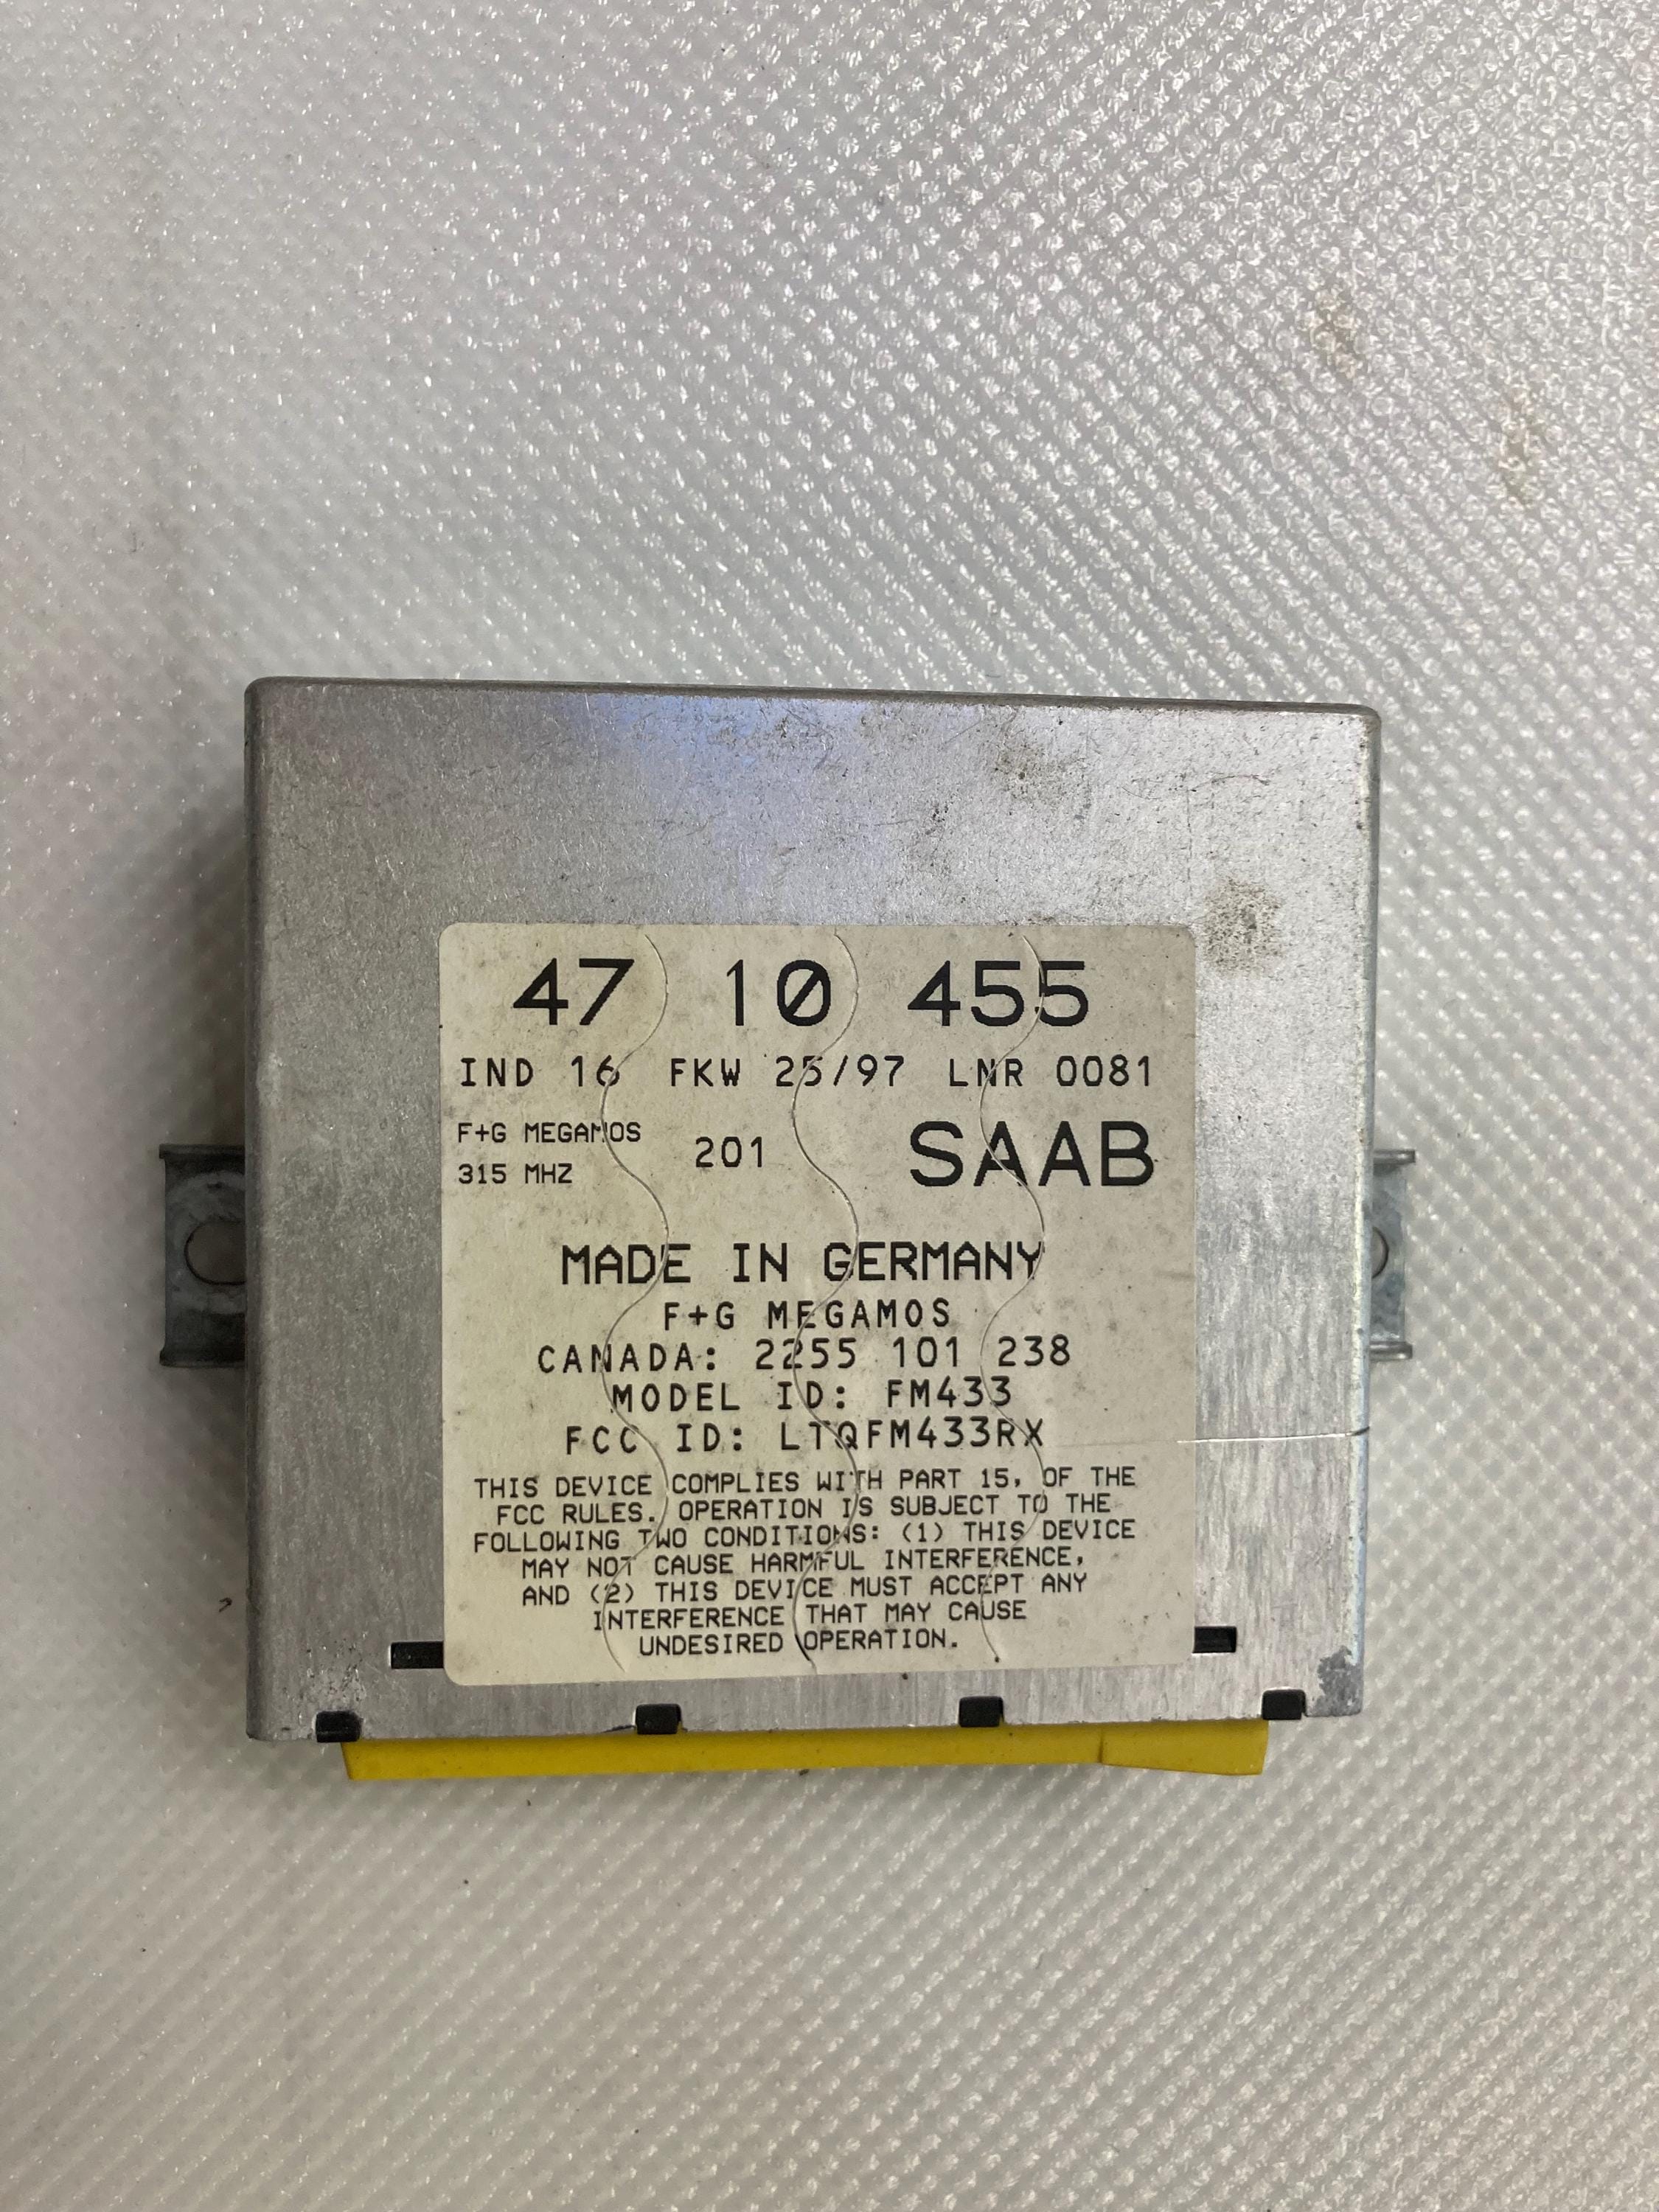 47 10 455
IND 16 FKW 25/97 LNR 0081
F+G MEGAMOS 201 SAAB
315 MHZ
MADE IN GERMANY
F+G MEGAMOS
CANADA: 2255 101 238
MODEL ID: FM433
FCC ID: LTQFM433RX
THIS DEVICE COMPLIES WITH PART 15, OF THE
FCC RULES. OPERATION IS SUBJECT TO THE
FOLLOWING TWO CONDITIONS: (1) THIS DEVICE
MAY NOT CAUSE HARMFUL INTERFERENCE,
AND (2) THIS DEVICE MUST ACCEPT ANY
INTERFERENCE THAT MAY CAUSE
UNDESIRED OPERATION.